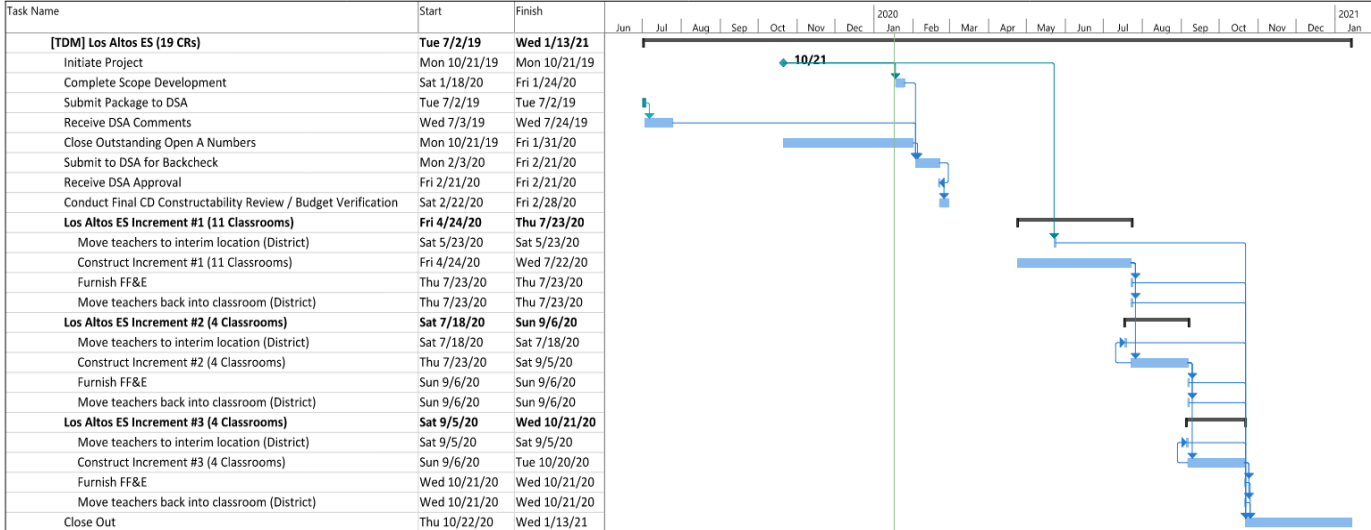 Task Name Start Finish
2020 2021
Jun Jul Aug Sep Oct Nov Dec Jan Feb Mar Apr May Jun Jul Aug Sep Oct Nov Dec Jan
[TDM] Los Altos ES (19 CRs) Tue 7/2/19 Wed 1/13/21
Initiate Project Mon 10/21/19 Mon 10/21/19 10/21
Complete Scope Development Sat 1/18/20 Fri 1/24/20
Submit Package to DSA Tue 7/2/19 Tue 7/2/19
Receive DSA Comments Wed 7/3/19 Wed 7/24/19
Close Outstanding Open A Numbers Mon 10/21/19 Fri 1/31/20
Submit to DSA for Backcheck Mon 2/3/20 Fri 2/21/20
Receive DSA Approval Fri 2/21/20 Fri 2/21/20
Conduct Final CD Constructability Review / Budget Verification Sat 2/22/20 Fri 2/28/20
Los Altos ES Increment #1 (11 Classrooms) Fri 4/24/20 Thu 7/23/20
Move teachers to interim location (District) Sat 5/23/20 Sat 5/23/20
Construct Increment #1 (11 Classrooms) Fri 4/24/20 Wed 7/22/20
Furnish FF&E Thu 7/23/20 Thu 7/23/20
Move teachers back into classroom (District) Thu 7/23/20 Thu 7/23/20
Los Altos ES Increment #2 (4 Classrooms) Sat 7/18/20 Sun 9/6/20
Move teachers to interim location (District) Sat 7/18/20 Sat 7/18/20
Construct Increment #2 (4 Classrooms) Thu 7/23/20 Sat 9/5/20
Furnish FF&E Sun 9/6/20 Sun 9/6/20
Move teachers back into classroom (District) Sun 9/6/20 Sun 9/6/20
Los Altos ES Increment #3 (4 Classrooms) Sat 9/5/20 Wed 10/21/20
Move teachers to interim location (District) Sat 9/5/20 Sat 9/5/20
Construct Increment #3 (4 Classrooms) Sun 9/6/20 Tue 10/20/20
Furnish FF&E Wed 10/21/20 Wed 10/21/20
Move teachers back into classroom (District) Wed 10/21/20 Wed 10/21/20
Close Out Thu 10/22/20 Wed 1/13/21